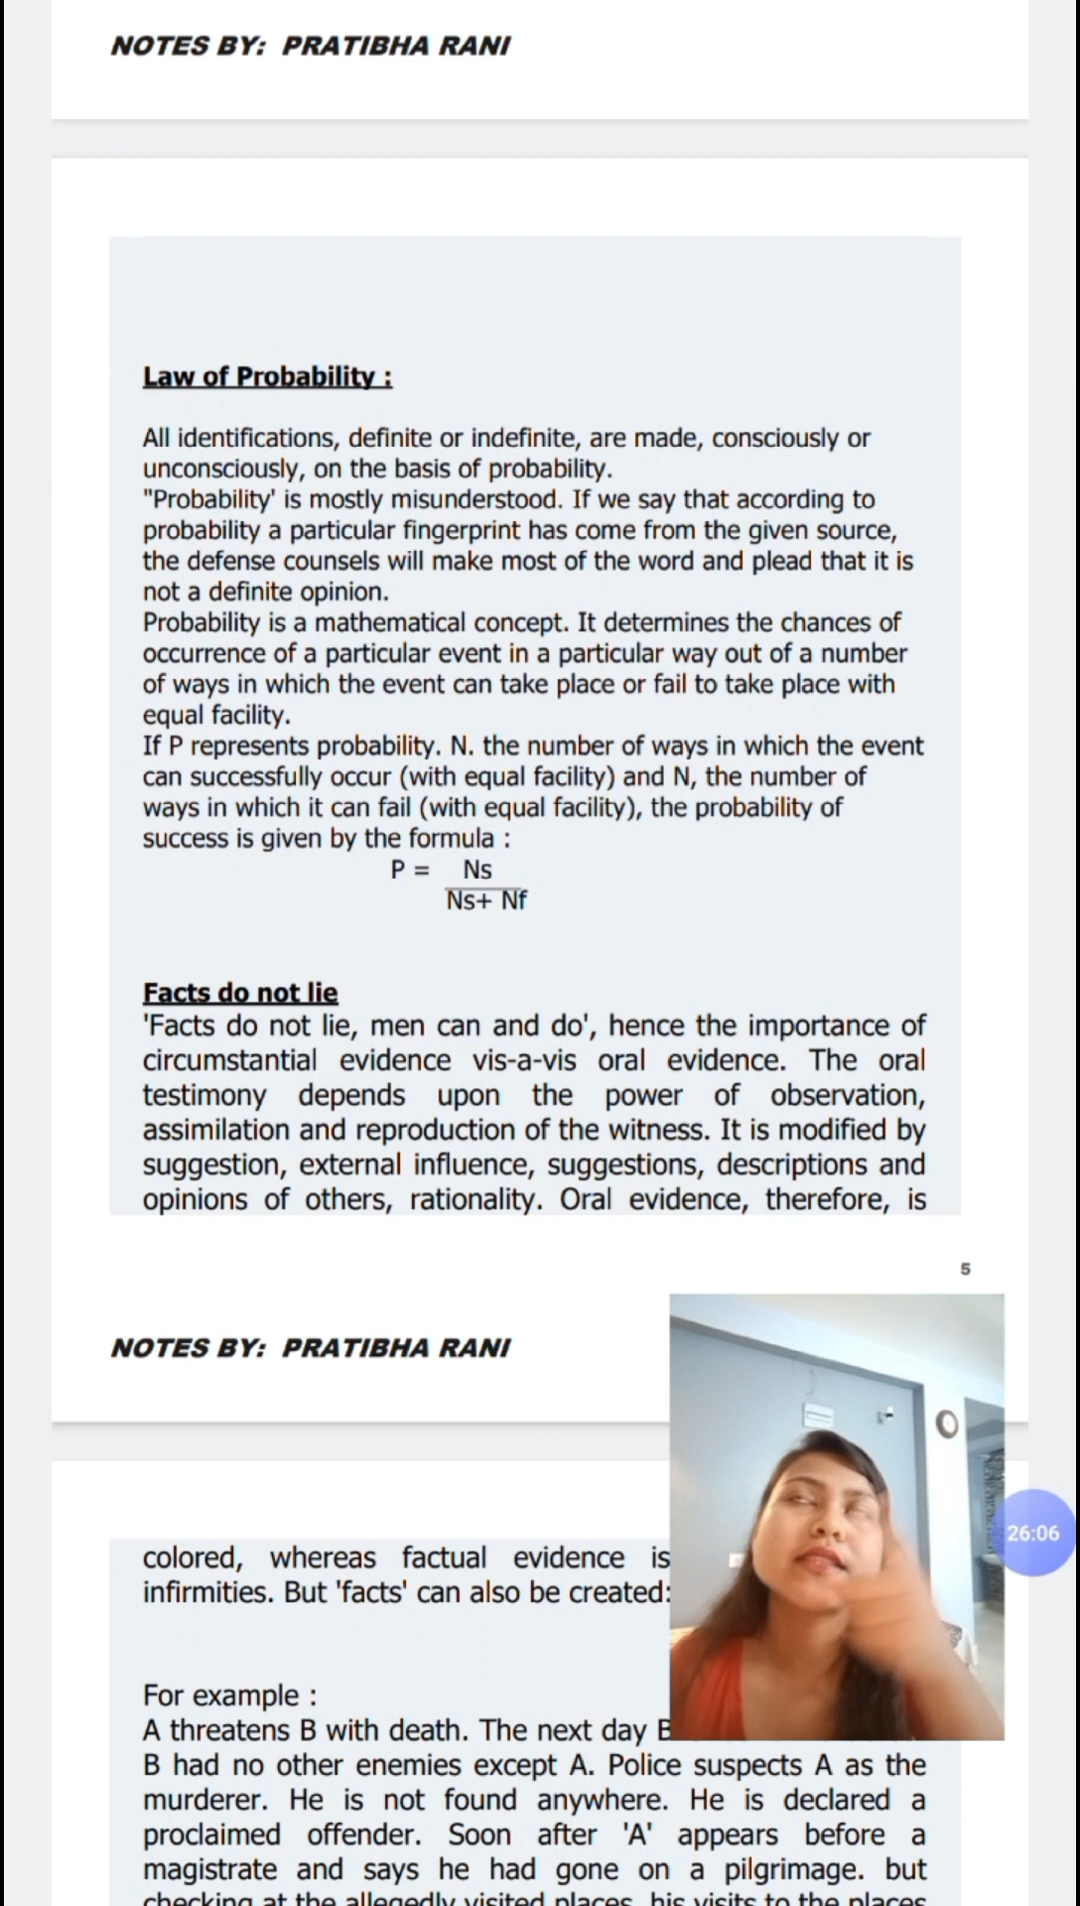 NOTES BY: PRATIBHA RANI
Law of Probability :
All identifications, definite or indefinite, are made, consciously or
unconsciously, on the basis of probability.
"Probability' is mostly misunderstood. If we say that according to
probability a particular fingerprint has come from the given source,
the defense counsels will make most of the word and plead that it is
not a definite opinion.
Probability is a mathematical concept. It determines the chances of
occurrence of a particular event in a particular way out of a number
of ways in which the event can take place or fail to take place with
equal facility.
If P represents probability. N. the number of ways in which the event
can successfully occur (with equal facility) and N, the number of
ways in which it can fail (with equal facility), the probability of
success is given by the formula :
P = Ns
Ns+ Nf
Facts do not lie
'Facts do not lie, men can and do', hence the importance of
circumstantial evidence vis-a-vis oral evidence. The oral
testimony depends upon the power of observation,
assimilation and reproduction of the witness. It is modified by
suggestion, external influence, suggestions, descriptions and
opinions of others, rationality. Oral evidence, therefore, is
5
NOTES BY: PRATIBHA RANI
26:06
colored, whereas factual evidence is
infirmities. But 'facts' can also be created:
For example :
A threatens B with death. The next day B
B had no other enemies except A. Police suspects A as the
murderer. He is not found anywhere. He is declared a
proclaimed offender. Soon after 'A' appears before a
magistrate and says he had gone on a pilgrimage. but
checking at the allegedly visited places, his visits to the places